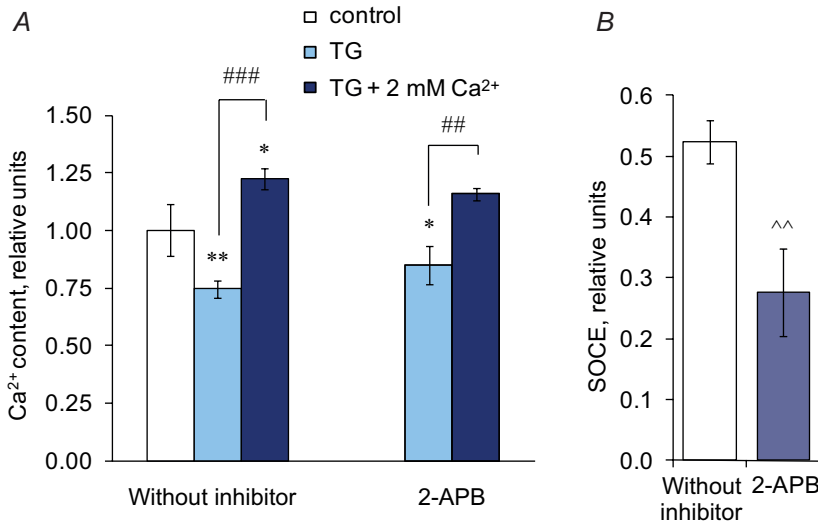 A
control
TG
TG + 2 mM Ca²⁺
###
*
**
##
*
Ca²⁺ content, relative units
1.50
1.25
1.00
0.75
0.50
0.25
0.00
Without inhibitor
2-APB
B
SOCE, relative units
0.6
0.5
0.4
0.3
0.2
0.1
0.0
^^
Without
inhibitor
2-APB